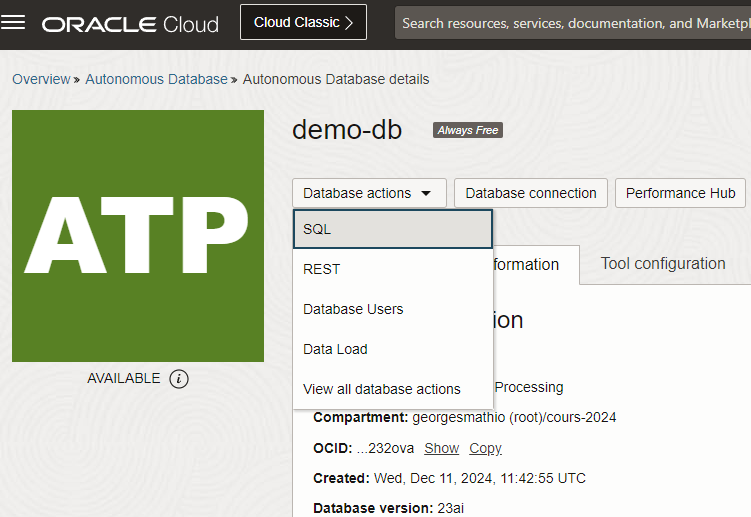 ORACLE Cloud
Cloud Classic
Search resources, services, documentation, and Marketpl
Overview » Autonomous Database » Autonomous Database details
ATP
AVAILABLE
demo-db
Always Free
Database actions
Database connection
Performance Hub
SQL
REST
Database Users
Data Load
View all database actions
formation
Tool configuration
ion
Processing
Compartment: georgesmathio (root)/cours-2024
OCID: ...232ova Show Copy
Created: Wed, Dec 11, 2024, 11:42:55 UTC
Database version: 23ai